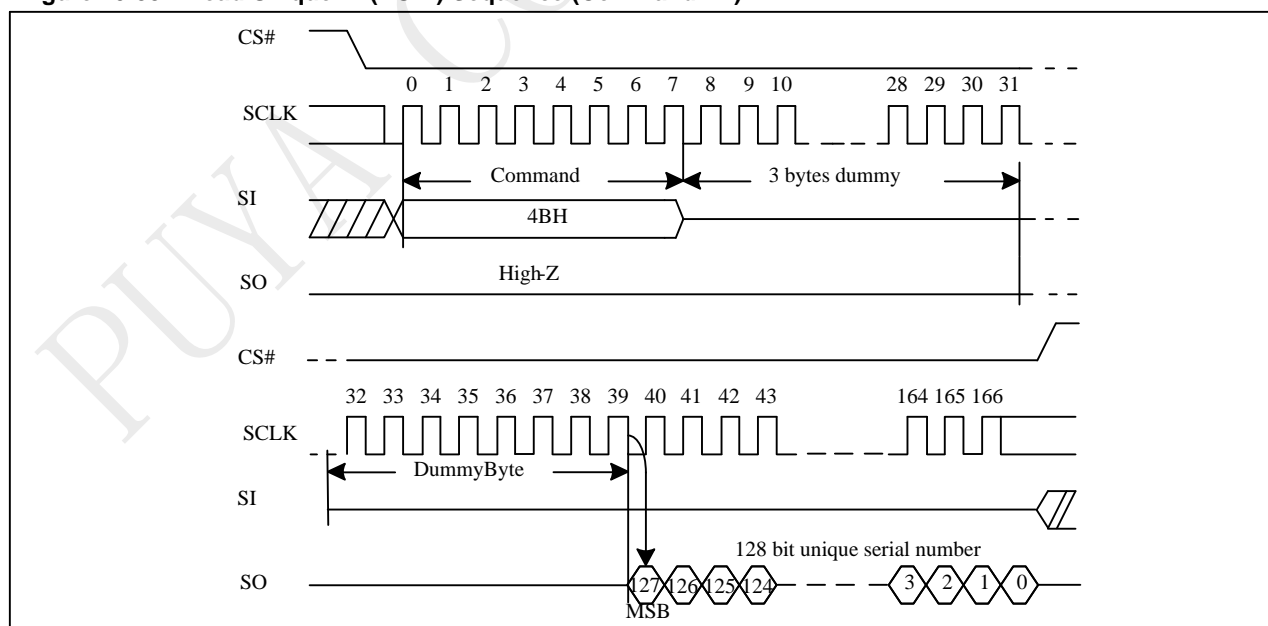 CS#
0 1 2 3 4 5 6 7 8 9 10 28 29 30 31
SCLK
Command 3 bytes dummy
SI
4BH
High-Z
SO
CS#
32 33 34 35 36 37 38 39 40 41 42 43 164 165 166
SCLK
DummyByte
SI
128 bit unique serial number
SO 127 126 125 124 3 2 1 0
MSB
PUYA